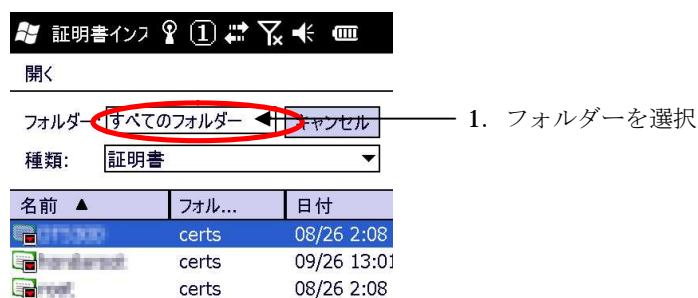 証明書インス 1
開く
フォルダー: すべてのフォルダー キャンセル
1. フォルダーを選択
種類: 証明書
名前 ▲ フォル... 日付
certs 08/26 2:08
certs 09/26 13:01
certs 08/26 2:08